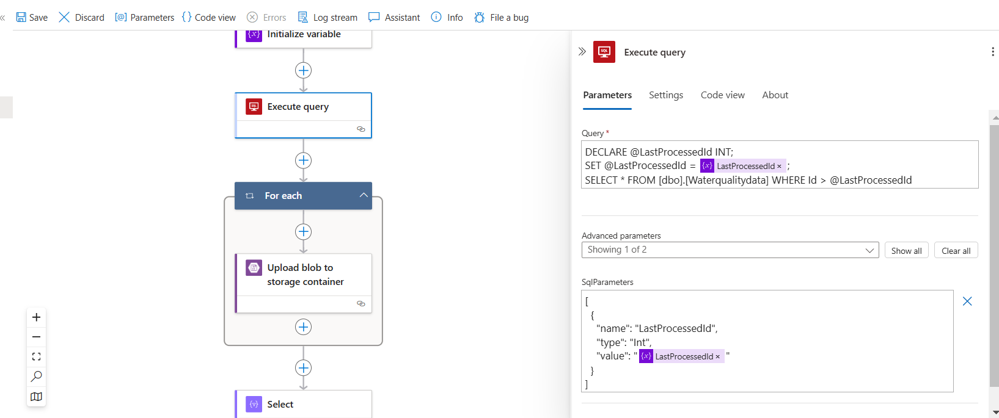 Save
Discard
[@] Parameters
{ } Code view
Errors
Log stream
Assistant
Info
File a bug
{x} Initialize variable
SQL Execute query
For each
Upload blob to
storage container
{v} Select
SQL Execute query
Parameters
Settings
Code view
About
Query *
DECLARE @LastProcessedId INT;
SET @LastProcessedId = {x} LastProcessedId × ;
SELECT * FROM [dbo].[Waterqualitydata] WHERE Id > @LastProcessedId
Advanced parameters
Showing 1 of 2
Show all
Clear all
SqlParameters
[
{
"name": "LastProcessedId",
"type": "Int",
"value": " {x} LastProcessedId × "
}
]